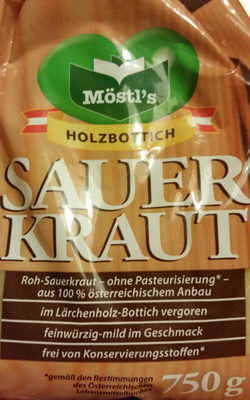 Möstl's
HOLZBOTTICH
SAUER
KRAUT
Roh-Sauerkraut – ohne Pasteurisierung* –
aus 100 % österreichischem Anbau
im Lärchenholz-Bottich vergoren
feinwürzig-mild im Geschmack
frei von Konservierungsstoffen*
*gemäß den Bestimmungen
des Österreichischen
Lebensmittelbuches
750 g